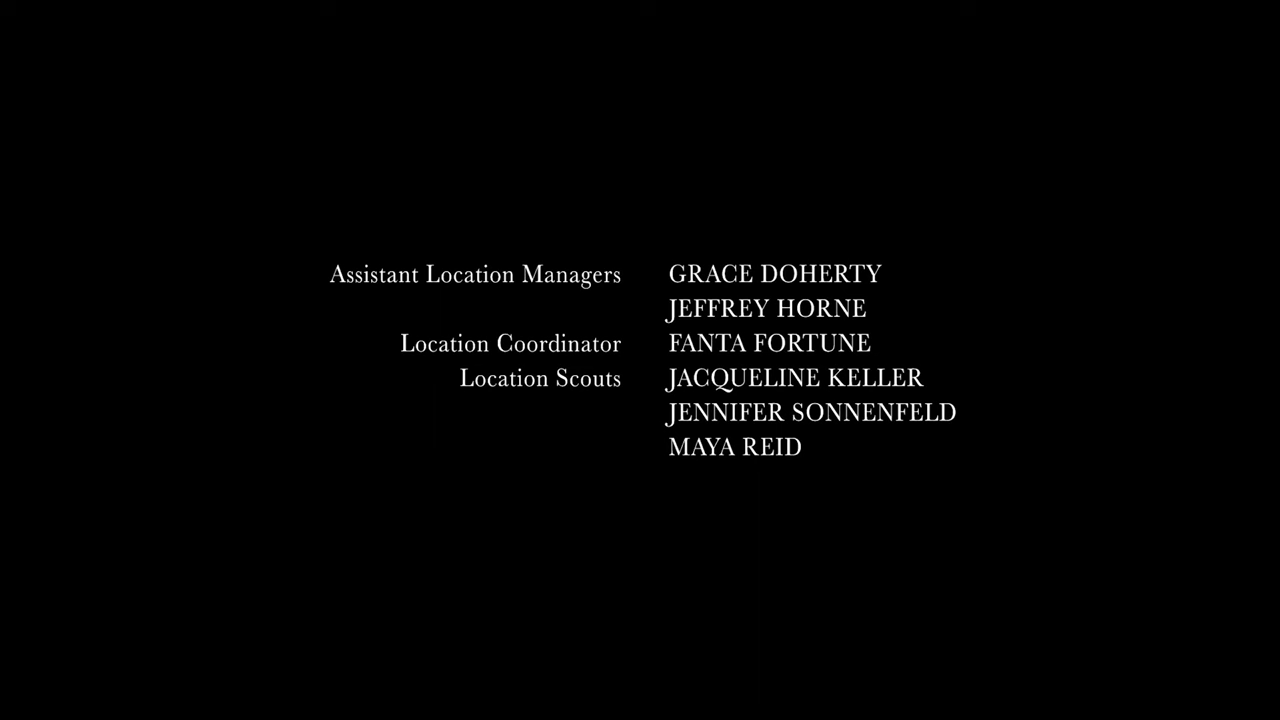 Assistant Location Managers GRACE DOHERTY
JEFFREY HORNE
Location Coordinator FANTA FORTUNE
Location Scouts JACQUELINE KELLER
JENNIFER SONNENFELD
MAYA REID